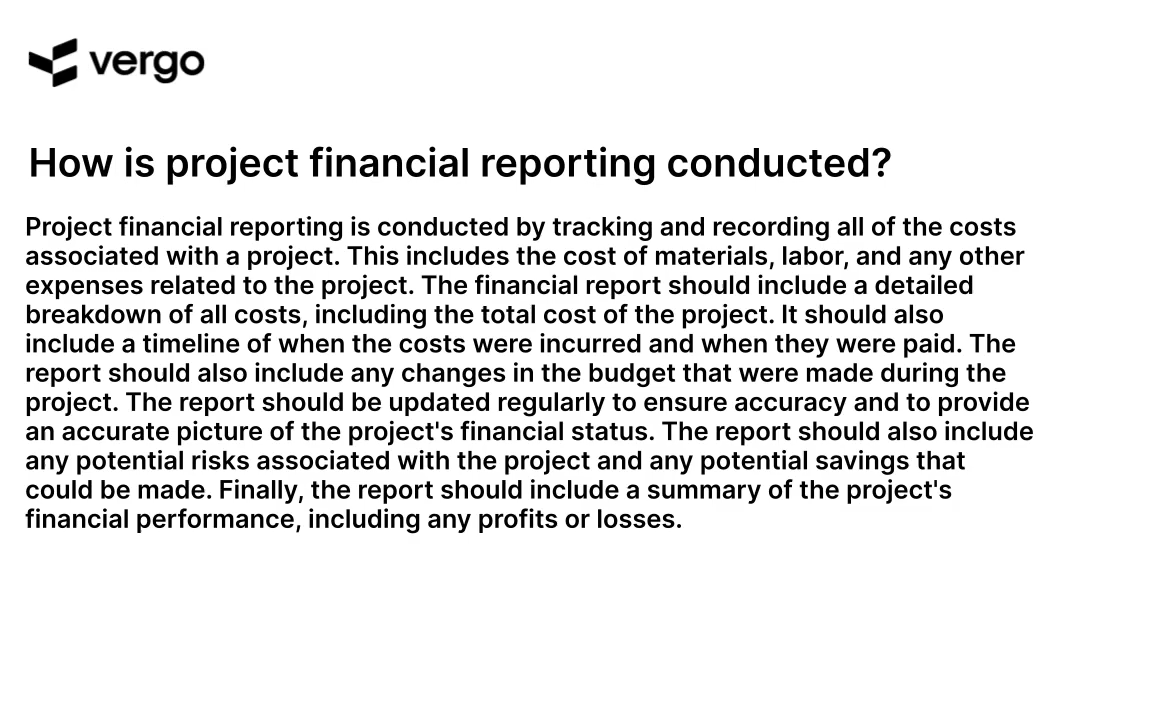 vergo
How is project financial reporting conducted?
Project financial reporting is conducted by tracking and recording all of the costs
associated with a project. This includes the cost of materials, labor, and any other
expenses related to the project. The financial report should include a detailed
breakdown of all costs, including the total cost of the project. It should also
include a timeline of when the costs were incurred and when they were paid. The
report should also include any changes in the budget that were made during the
project. The report should be updated regularly to ensure accuracy and to provide
an accurate picture of the project's financial status. The report should also include
any potential risks associated with the project and any potential savings that
could be made. Finally, the report should include a summary of the project's
financial performance, including any profits or losses.